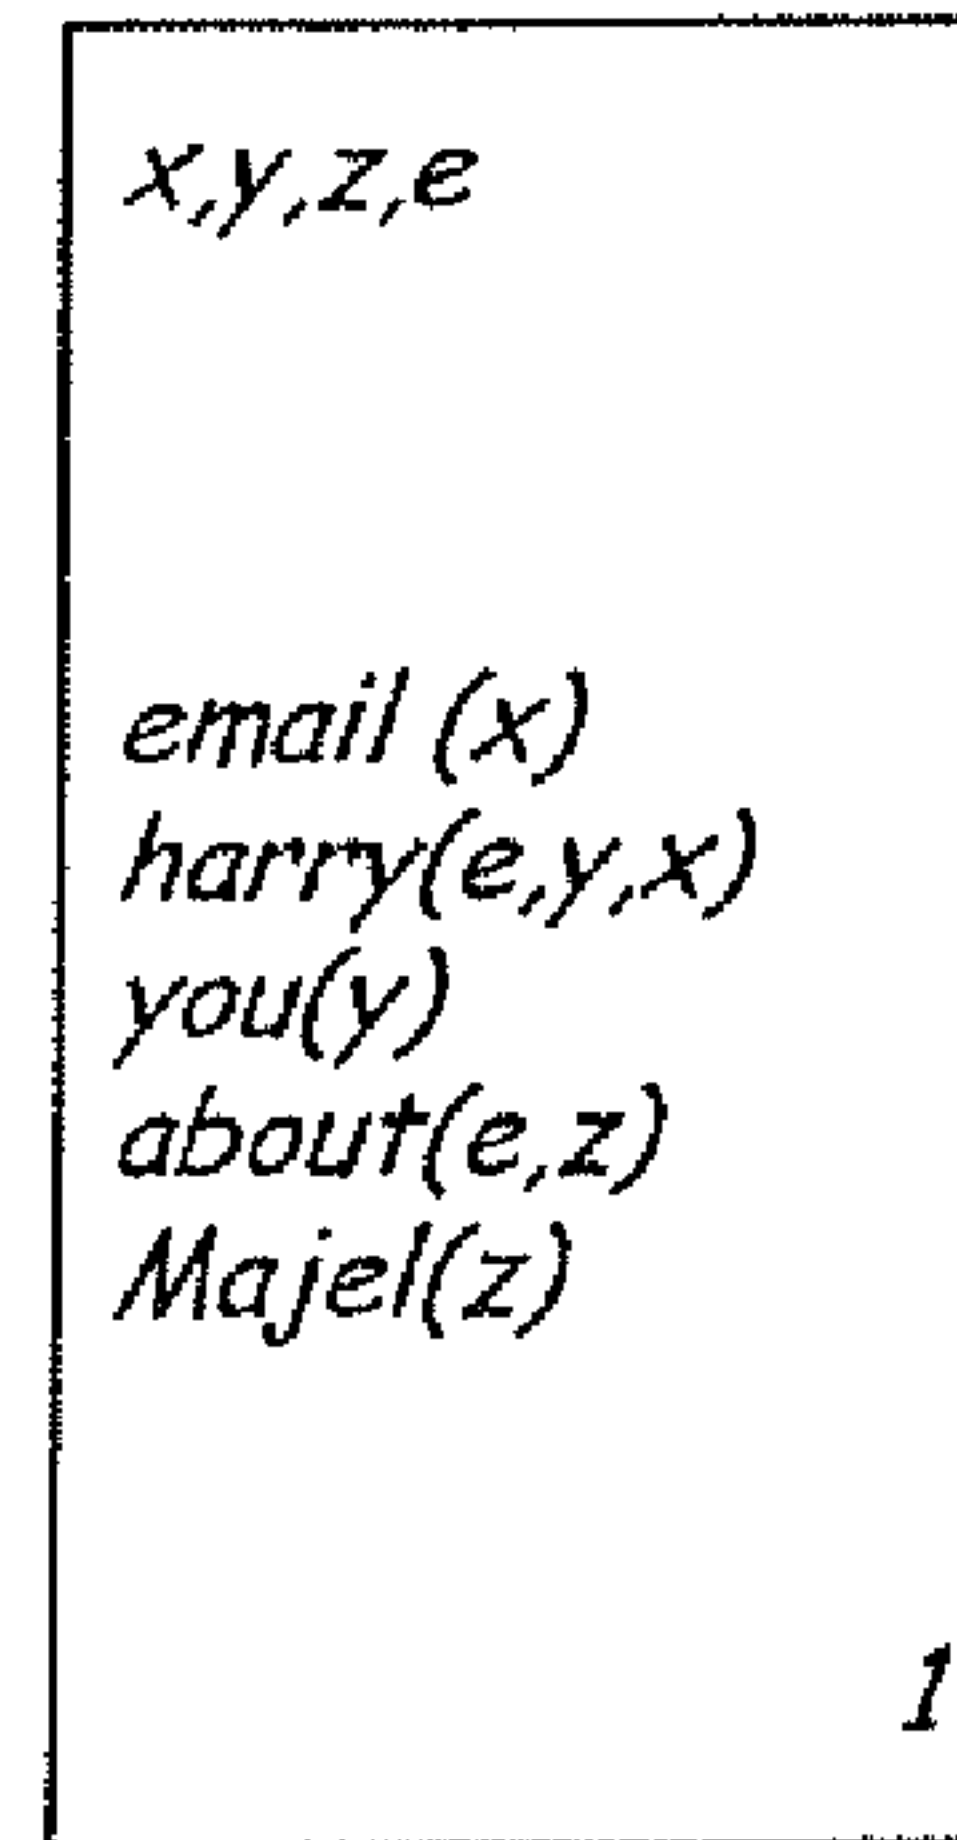 x,y,z,e
email (x)
harry(e,y,x)
you(y)
about(e,z)
Majel(z)
1